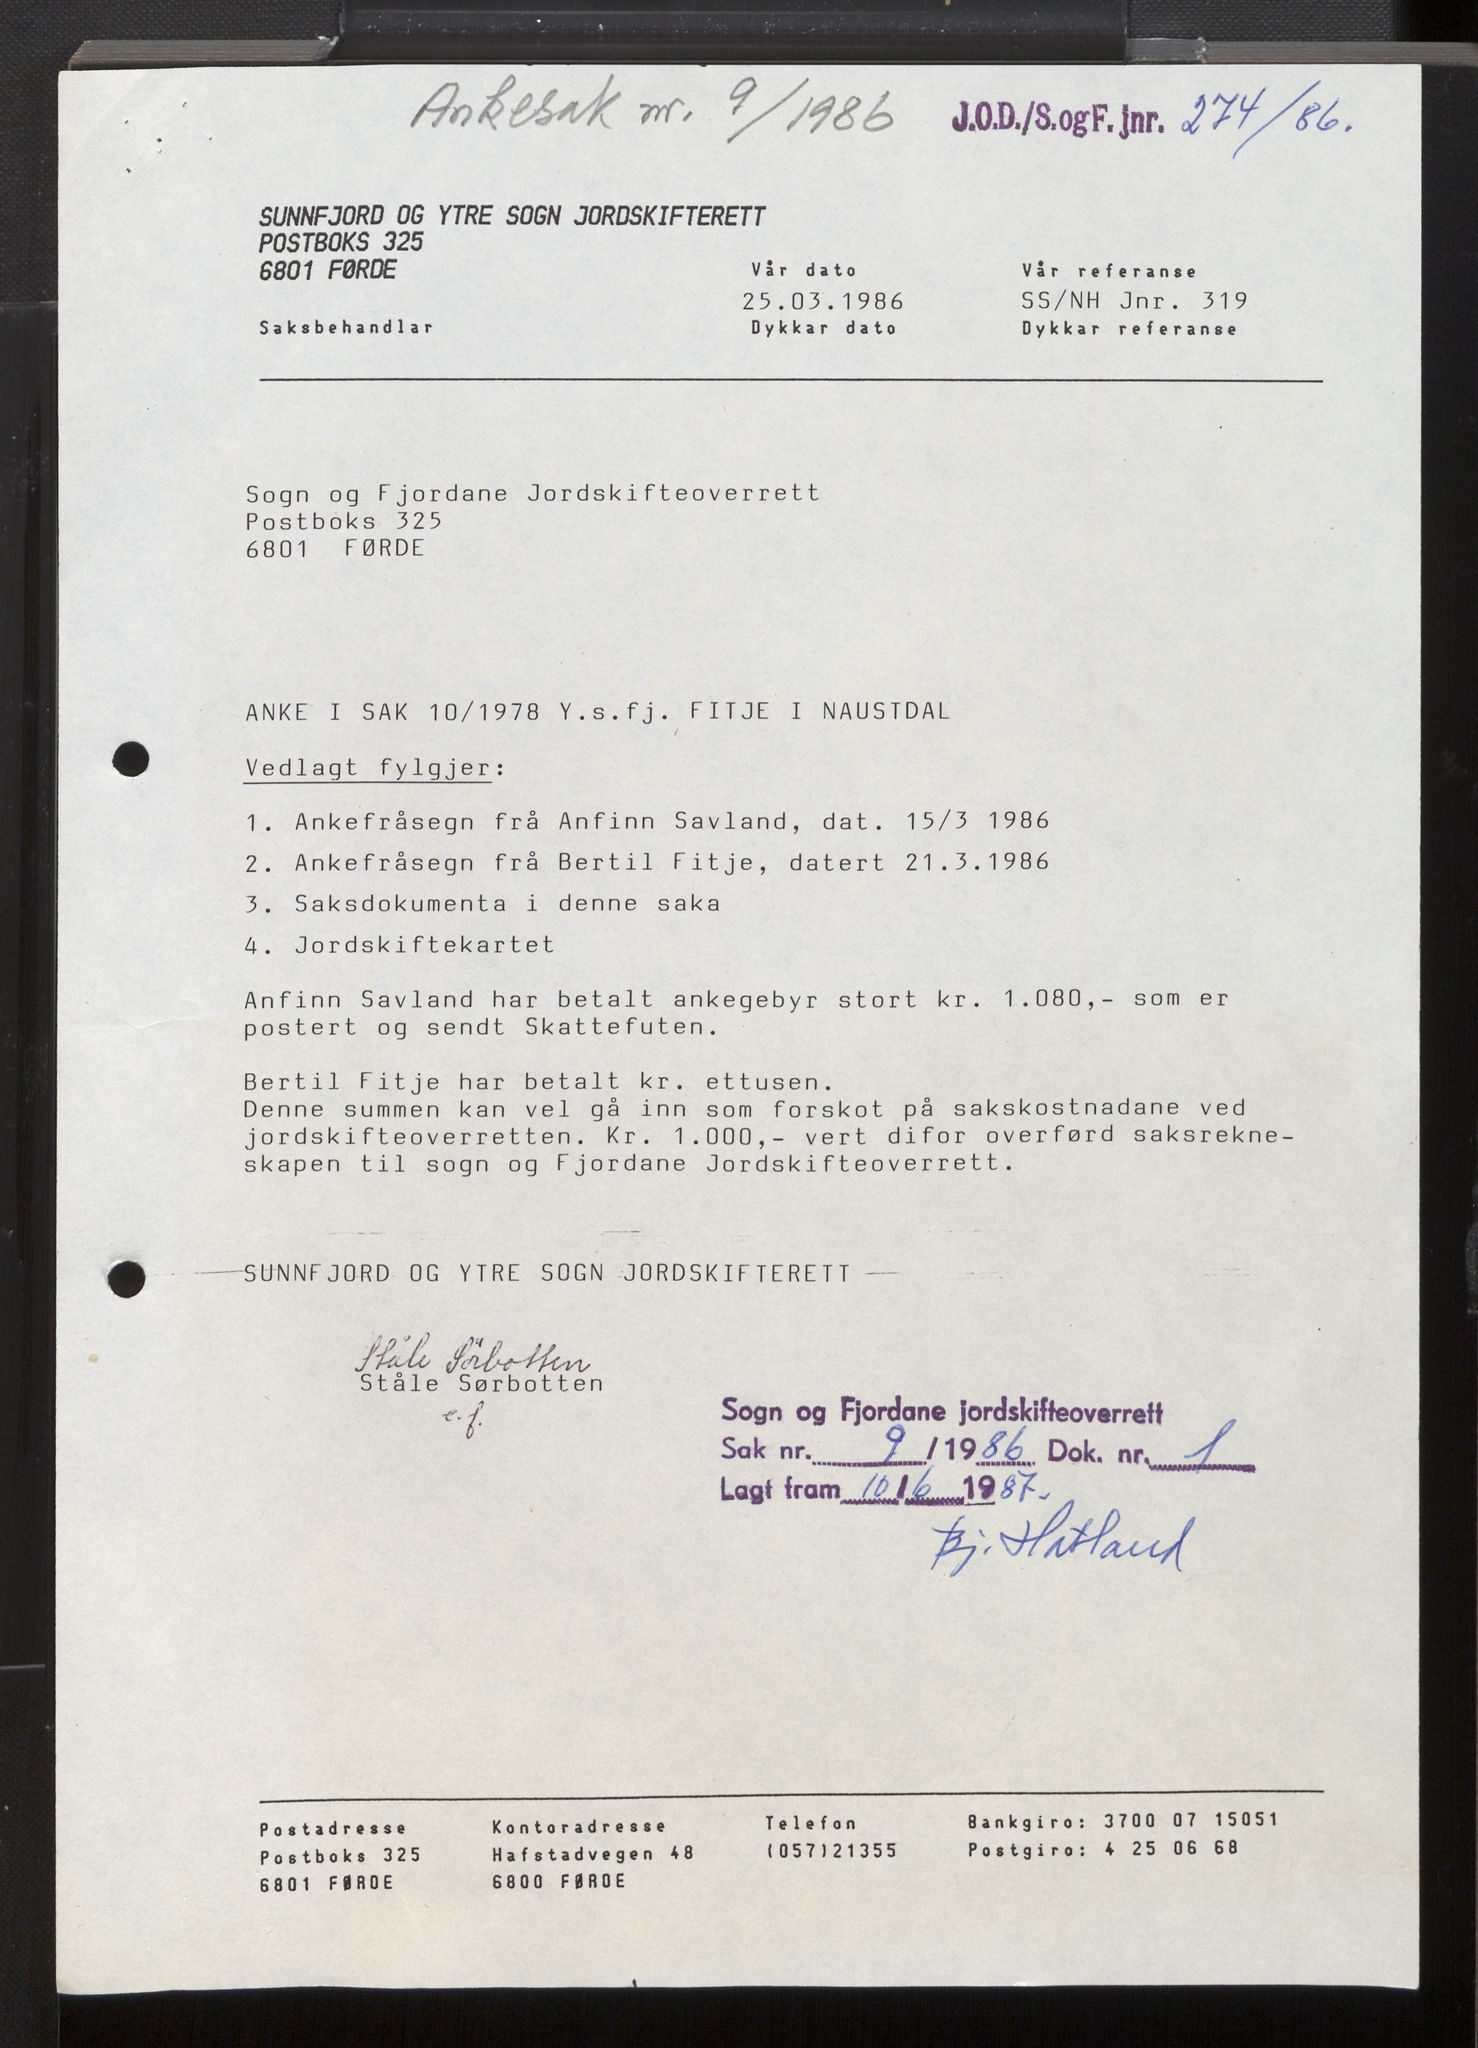 Ankesak nr. 9/1986
J.O.D./S.ogF. jnr. 274/86.
SUNNFJORD OG YTRE SOGN JORDSKIFTERETT
POSTBOKS 325
6801 FØRDE
Vår dato
Vår referanse
25.03.1986
SS/NH Jnr. 319
Saksbehandlar
Dykkar dato
Dykkar referanse
Sogn og Fjordane Jordskifteoverrett
Postboks 325
6801 FØRDE
ANKE I SAK 10/1978 Y.s.fj. FITJE I NAUSTDAL
Vedlagt fylgjer:
1. Ankefråsegn frå Anfinn Savland, dat. 15/3 1986
2. Ankefråsegn frå Bertil Fitje, datert 21.3.1986
3. Saksdokumenta i denne saka
4. Jordskiftekartet
Anfinn Savland har betalt ankegebyr stort kr. 1.080,- som er
postert og sendt Skattefuten.
Bertil Fitje har betalt kr. ettusen.
Denne summen kan vel gå inn som forskot på sakskostnadane ved
jordskifteoverretten. Kr. 1.000,- vert difor overførd saksrekne-
skapen til sogn og Fjordane Jordskifteoverrett.
SUNNFJORD OG YTRE SOGN JORDSKIFTERETT
Ståle Sörbotten
Ståle Sørbotten
e.f.
Sogn og Fjordane jordskifteoverrett
Sak nr. 9/1986 Dok. nr. 1
Lagt fram 10/6 1987.
Bj. Hatland
Postadresse
Postboks 325
6801 FØRDE
Kontoradresse
Hafstadvegen 48
6800 FØRDE
Telefon
(057)21355
Bankgiro: 3700 07 15051
Postgiro: 4 25 06 68